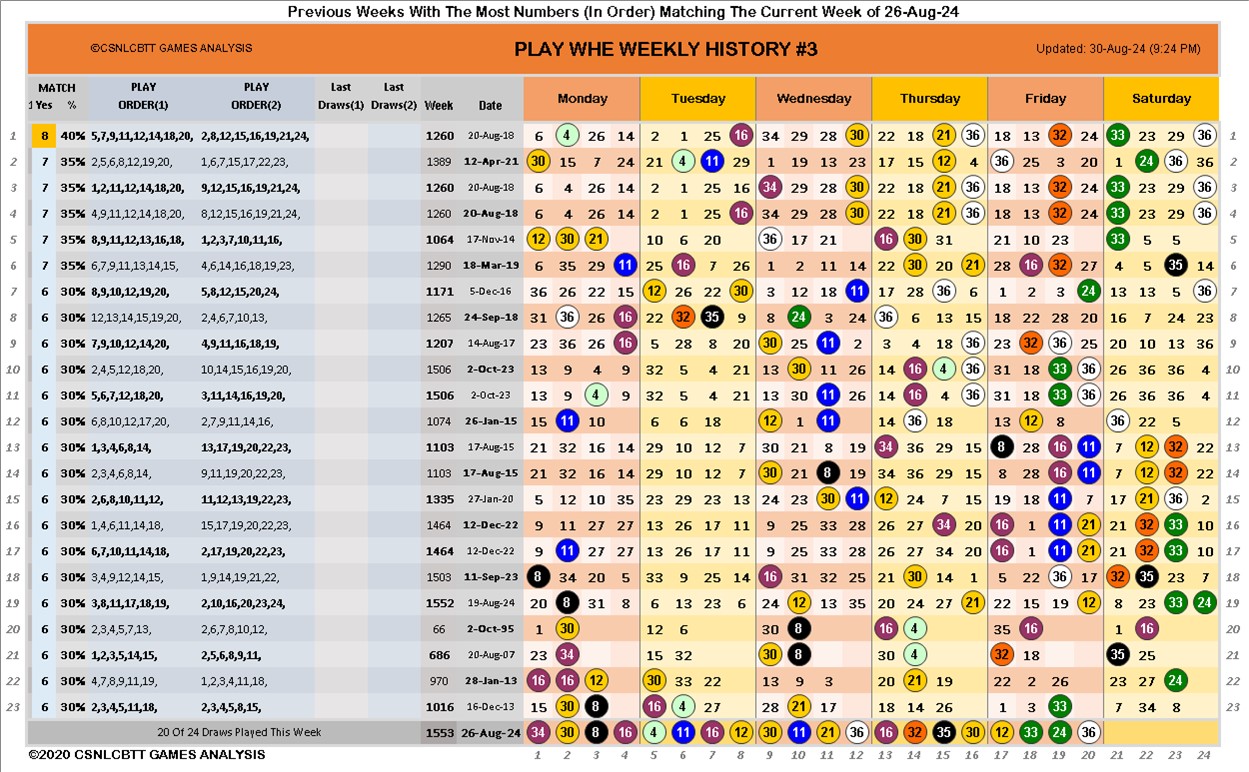 Previous Weeks With The Most Numbers (In Order) Matching The Current Week of 26-Aug-24
©CSNLCBTT GAMES ANALYSIS PLAY WHE WEEKLY HISTORY #3 Updated: 30-Aug-24 (9:24 PM)
MATCH PLAY PLAY Last Last
1 Yes % ORDER(1) ORDER(2) Draws(1) Draws(2) Week Date Monday Tuesday Wednesday Thursday Friday Saturday
1 8 40% 5,7,9,11,12,14,18,20, 2,8,12,15,16,19,21,24, 1260 20-Aug-18 6 4 26 14 2 1 25 16 34 29 28 30 22 18 21 36 18 13 32 24 33 23 29 36 1
2 7 35% 2,5,6,8,12,19,20, 1,6,7,15,17,22,23, 1389 12-Apr-21 30 15 7 24 21 6 11 29 1 19 13 23 17 15 12 4 36 25 3 20 1 24 36 36 2
3 7 35% 1,2,11,12,14,18,20, 9,12,15,16,19,21,24, 1260 20-Aug-18 6 4 26 14 2 1 25 16 34 29 28 30 22 18 21 36 18 13 32 24 33 23 29 36 3
4 7 35% 4,9,11,12,14,18,20, 8,12,15,16,19,21,24, 1260 20-Aug-18 6 4 26 14 2 1 25 16 34 29 28 30 22 18 21 36 18 13 32 24 33 23 29 36 4
5 7 35% 8,9,11,12,13,16,18, 1,2,3,7,10,11,16, 1064 17-Nov-14 12 30 21 10 6 20 36 17 21 16 30 31 21 10 23 33 5 5 5
6 7 35% 6,7,9,11,13,14,15, 4,6,14,16,18,19,23, 1290 18-Mar-19 6 35 29 11 25 16 7 26 1 2 11 14 22 30 20 21 28 16 32 27 4 5 35 14 6
7 6 30% 8,9,10,12,19,20, 5,8,12,15,20,24, 1171 5-Dec-16 36 26 22 15 12 26 22 30 3 12 18 11 17 28 36 6 1 2 3 24 13 13 5 36 7
8 6 30% 12,13,14,15,15,20, 2,4,6,7,10,13, 1265 24-Sep-18 31 36 26 16 22 32 35 9 8 24 3 24 36 6 13 15 18 22 28 20 16 7 24 23 8
9 6 30% 7,9,10,12,14,20, 4,9,11,16,18,19, 1207 14-Aug-17 23 36 26 16 5 28 8 20 30 25 11 2 3 4 18 36 23 32 36 25 20 10 13 36 9
10 6 30% 2,4,5,12,18,20, 10,14,15,16,19,20, 1506 2-Oct-23 13 9 4 9 32 5 4 21 13 30 11 26 14 16 4 36 31 18 33 36 26 36 36 4 10
11 6 30% 5,6,7,12,18,20, 3,11,14,16,19,20, 1506 2-Oct-23 13 9 4 9 32 5 4 21 13 30 11 26 14 16 4 36 31 18 33 36 26 36 36 4 11
12 6 30% 6,8,10,12,17,20, 2,7,9,11,14,16, 1074 26-Jan-15 15 11 10 6 6 18 12 1 11 14 36 18 13 12 8 36 22 5 12
13 6 30% 1,3,4,6,8,14, 13,17,19,20,22,23, 1103 17-Aug-15 21 32 16 14 29 10 12 7 30 21 8 19 34 36 29 15 8 28 16 11 7 12 32 22 13
14 6 30% 2,3,4,6,8,14, 9,11,19,20,22,23, 1103 17-Aug-15 21 32 16 14 29 10 12 7 30 21 8 19 34 36 29 15 8 28 16 11 7 12 32 22 14
15 6 30% 2,6,8,10,11,12, 11,12,13,19,22,23, 1335 27-Jan-20 5 12 10 35 23 29 23 13 24 23 30 11 12 24 7 15 19 18 11 7 17 21 36 2 15
16 6 30% 1,4,6,11,14,18, 15,17,19,20,22,23, 1464 12-Dec-22 9 11 27 27 13 26 17 11 9 25 33 28 26 27 34 20 16 1 11 21 21 32 33 10 16
17 6 30% 6,7,10,11,14,18, 2,17,19,20,22,23, 1464 12-Dec-22 9 11 27 27 13 26 17 11 9 25 33 28 26 27 34 20 16 1 11 21 21 32 33 10 17
18 6 30% 3,4,9,12,14,15, 1,9,14,19,21,22, 1503 11-Sep-23 8 34 20 5 33 9 25 14 16 31 32 25 21 30 14 1 5 22 36 17 32 35 23 7 18
19 6 30% 3,8,11,17,18,19, 2,10,16,20,23,24, 1552 19-Aug-24 20 8 31 8 6 13 23 6 24 12 13 35 20 24 27 21 22 15 19 12 8 23 33 24 19
20 6 30% 2,3,4,5,7,13, 2,6,7,8,10,12, 66 2-Oct-95 1 30 12 6 30 8 16 4 35 16 1 16 20
21 6 30% 1,2,3,5,14,15, 2,5,6,8,9,11, 686 20-Aug-07 23 34 15 32 30 8 30 4 32 18 35 25 21
22 6 30% 4,7,8,9,11,19, 1,2,3,4,11,18, 970 28-Jan-13 16 16 12 30 33 22 13 9 3 20 21 19 22 2 26 23 27 24 22
23 6 30% 2,3,4,5,11,18, 2,3,4,5,8,15, 1016 16-Dec-13 15 30 8 16 4 27 28 21 17 18 14 26 1 3 33 7 34 8 23
20 Of 24 Draws Played This Week 1553 26-Aug-24 34 30 8 16 4 11 16 12 30 11 21 36 16 32 35 30 12 33 24 36
©2020 CSNLCBTT GAMES ANALYSIS 1 2 3 4 5 6 7 8 9 10 11 12 13 14 15 16 17 18 19 20 21 22 23 24